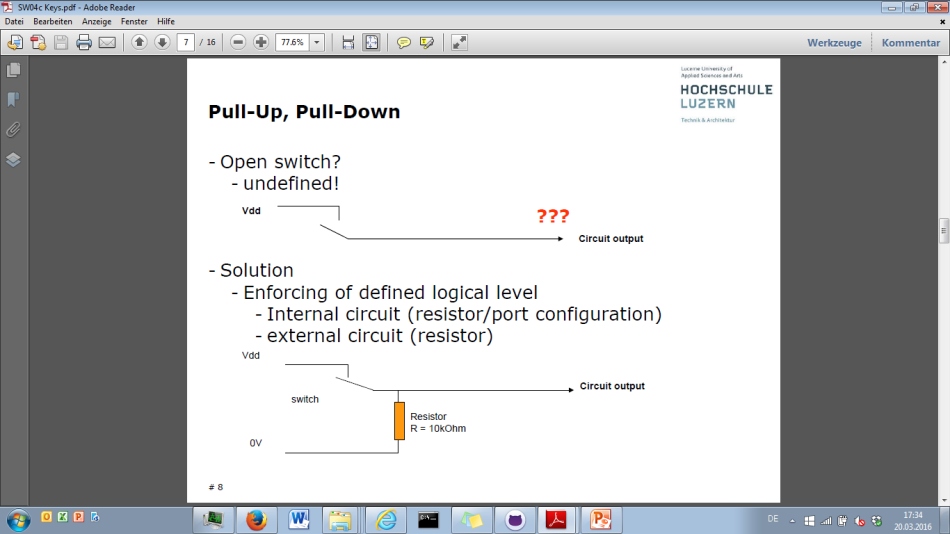 SW04c Keys.pdf - Adobe Reader
Datei Bearbeiten Anzeige Fenster Hilfe
7 / 16 77.6% Werkzeuge Kommentar
Lucerne University of
Applied Sciences and Arts
HOCHSCHULE
LUZERN
Technik & Architektur
Pull-Up, Pull-Down
- Open switch?
- undefined!
Vdd
???
Circuit output
- Solution
- Enforcing of defined logical level
- Internal circuit (resistor/port configuration)
- external circuit (resistor)
Vdd
Circuit output
switch
Resistor
R = 10kOhm
0V
# 8
DE
17:34
20.03.2016